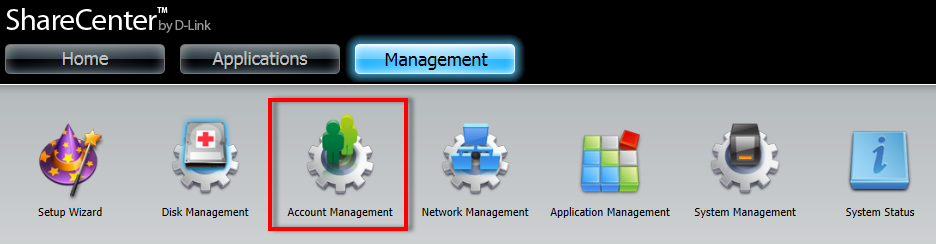 ShareCenter™ by D-Link
Home Applications Management
Setup Wizard Disk Management Account Management Network Management Application Management System Management System Status